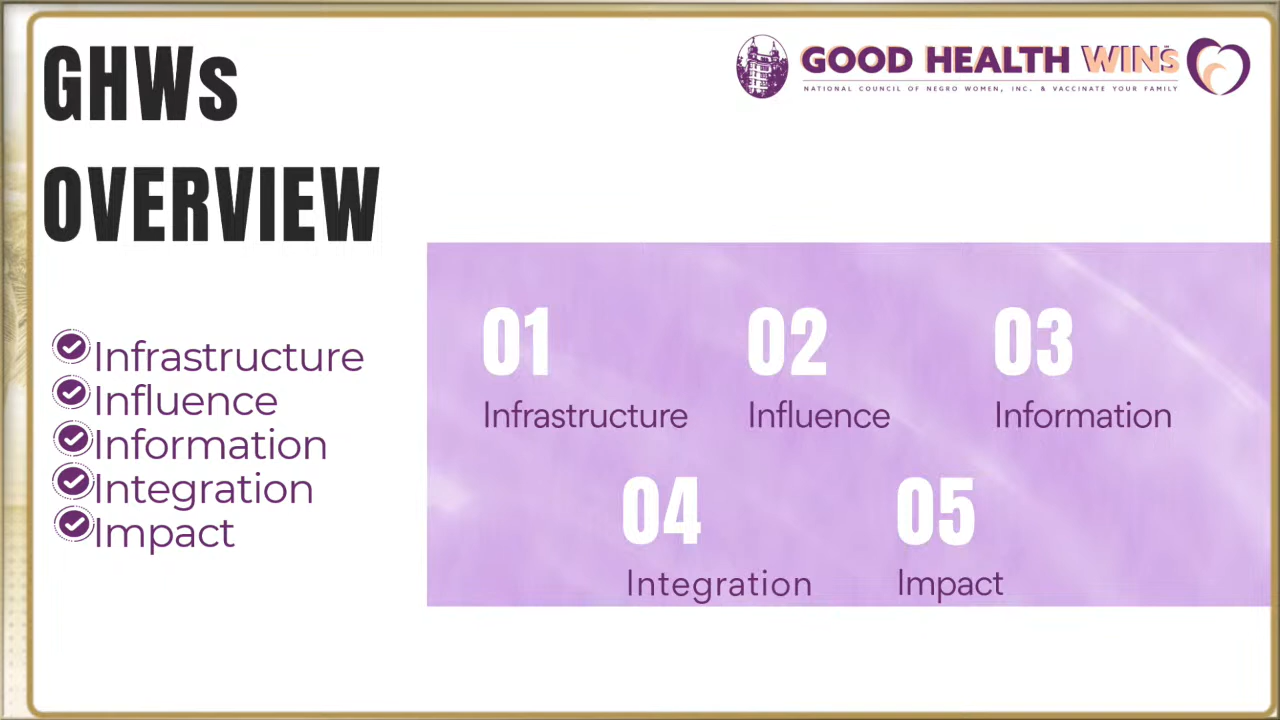 GHWs
OVERVIEW
GOOD HEALTH WINs
NATIONAL COUNCIL OF NEGRO WOMEN, INC. & VACCINATE YOUR FAMILY
Infrastructure
Influence
Information
Integration
Impact
01 02 03
Infrastructure Influence Information
04 05
Integration Impact